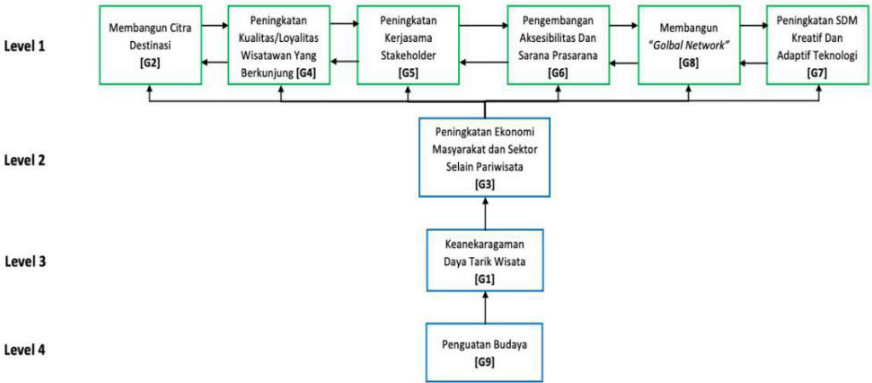 Level 1
Membangun Citra
Destinasi
[G2]
Peningkatan
Kualitas/Loyalitas
Wisatawan Yang
Berkunjung [G4]
Peningkatan
Kerjasama
Stakeholder
[G5]
Pengembangan
Aksesibilitas Dan
Sarana Prasarana
[G6]
Membangun
"Golbal Network"
[G8]
Peningkatan SDM
Kreatif Dan
Adaptif Teknologi
[G7]
Level 2
Peningkatan Ekonomi
Masyarakat dan Sektor
Selain Pariwisata
[G3]
Level 3
Keanekaragaman
Daya Tarik Wisata
[G1]
Level 4
Penguatan Budaya
[G9]